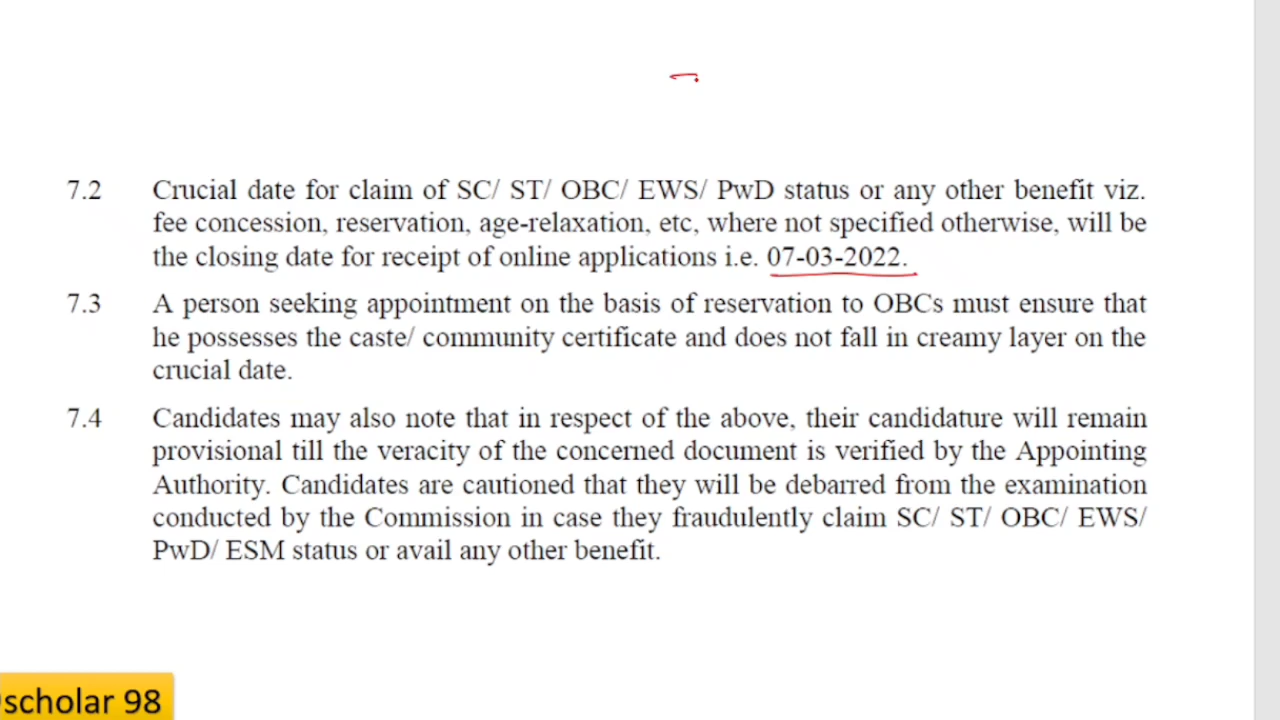 7.2 Crucial date for claim of SC/ ST/ OBC/ EWS/ PwD status or any other benefit viz.
fee concession, reservation, age-relaxation, etc, where not specified otherwise, will be
the closing date for receipt of online applications i.e. 07-03-2022.
7.3 A person seeking appointment on the basis of reservation to OBCs must ensure that
he possesses the caste/ community certificate and does not fall in creamy layer on the
crucial date.
7.4 Candidates may also note that in respect of the above, their candidature will remain
provisional till the veracity of the concerned document is verified by the Appointing
Authority. Candidates are cautioned that they will be debarred from the examination
conducted by the Commission in case they fraudulently claim SC/ ST/ OBC/ EWS/
PwD/ ESM status or avail any other benefit.
scholar 98